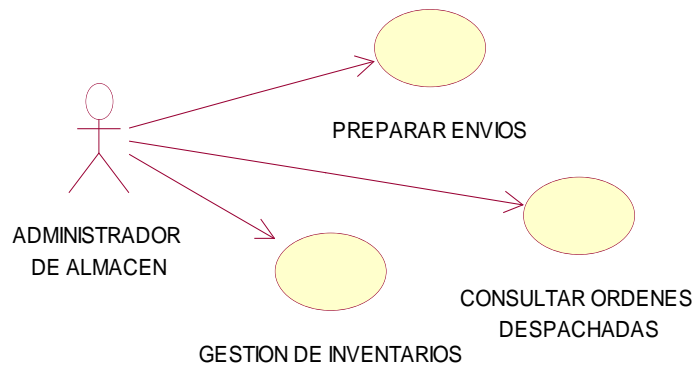 PREPARAR ENVIOS
ADMINISTRADOR
DE ALMACEN
CONSULTAR ORDENES
DESPACHADAS
GESTION DE INVENTARIOS